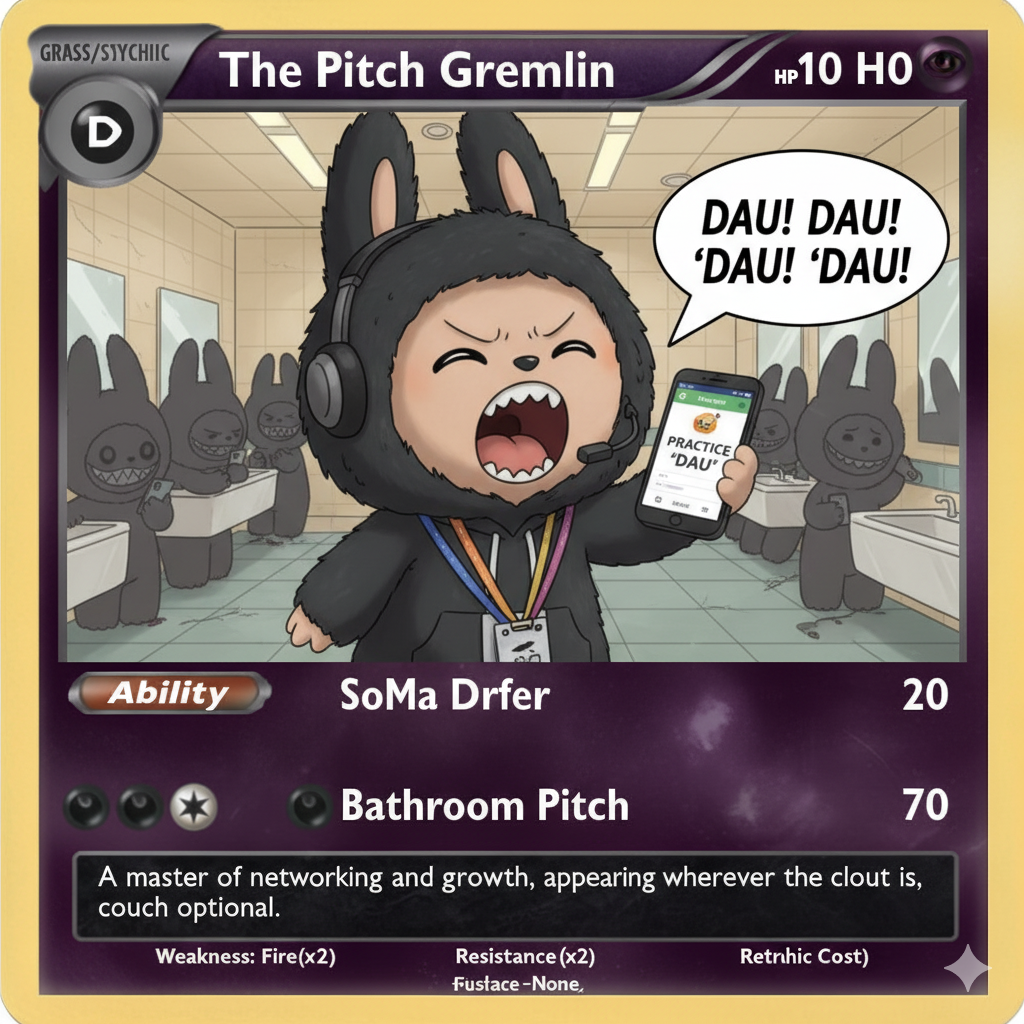 GRASS/STYCHIIC
The Pitch Gremlin
HP10 H0
D
DAU! DAU!
‘DAU! ‘DAU!
PRACTICE
"DAU"
Ability
SoMa Drfer
20
Bathroom Pitch
70
A master of networking and growth, appearing wherever the clout is,
couch optional.
Weakness: Fire(x2)
Resistance(x2)
Retrhic Cost)
Fustace-None,